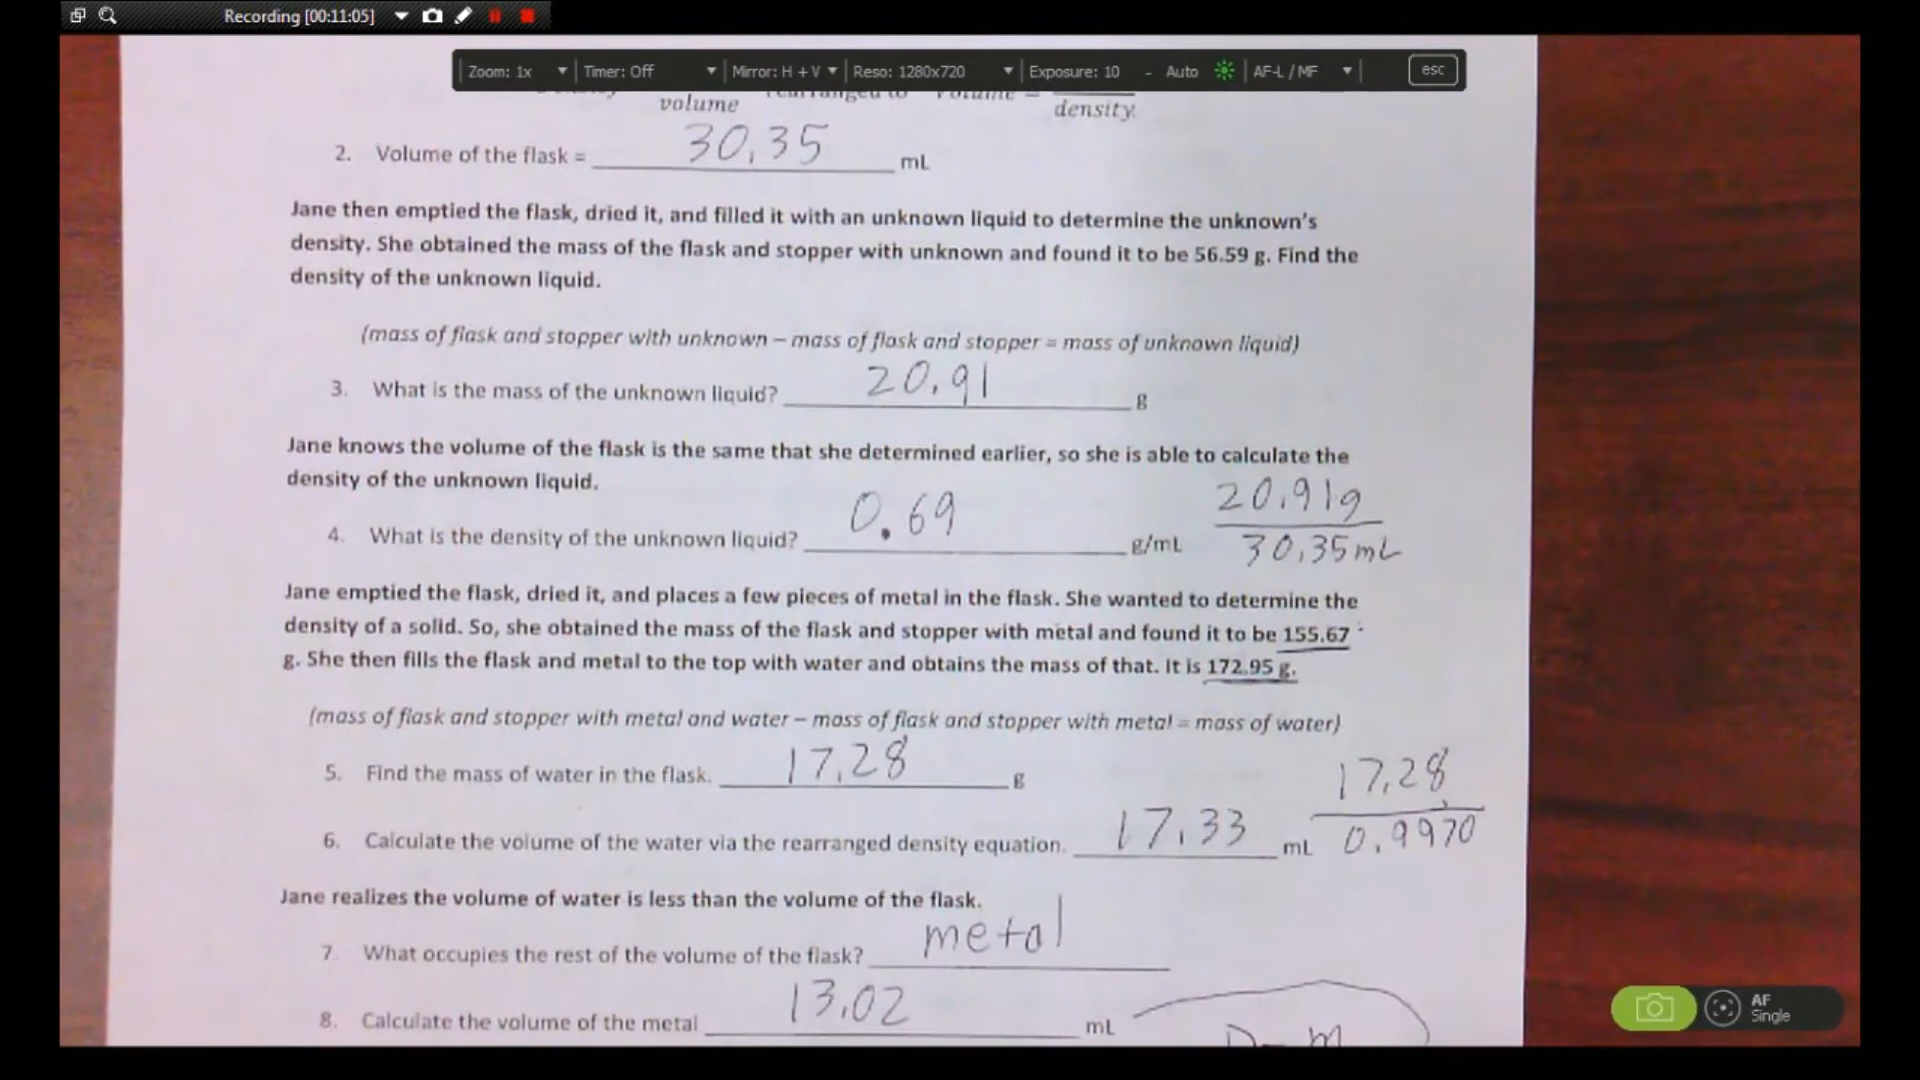 Recording [00:11:05]
Zoom: 1x Timer: Off Mirror: H + V Reso: 1280x720 Exposure: 10 - Auto AF-L / MF esc
volume density
2. Volume of the flask = 30.35 mL
Jane then emptied the flask, dried it, and filled it with an unknown liquid to determine the unknown's
density. She obtained the mass of the flask and stopper with unknown and found it to be 56.59 g. Find the
density of the unknown liquid.
(mass of flask and stopper with unknown – mass of flask and stopper = mass of unknown liquid)
3. What is the mass of the unknown liquid? 20.91 g
Jane knows the volume of the flask is the same that she determined earlier, so she is able to calculate the
density of the unknown liquid.
20.91g
4. What is the density of the unknown liquid? 0.69 g/mL
30.35mL
Jane emptied the flask, dried it, and places a few pieces of metal in the flask. She wanted to determine the
density of a solid. So, she obtained the mass of the flask and stopper with metal and found it to be 155.67
g. She then fills the flask and metal to the top with water and obtains the mass of that. It is 172.95 g.
(mass of flask and stopper with metal and water – mass of flask and stopper with metal = mass of water)
5. Find the mass of water in the flask. 17.28 g
17.28
6. Calculate the volume of the water via the rearranged density equation. 17.33 mL
0.9970
Jane realizes the volume of water is less than the volume of the flask.
7. What occupies the rest of the volume of the flask? metal
8. Calculate the volume of the metal 13.02 mL
D = m
AF
Single